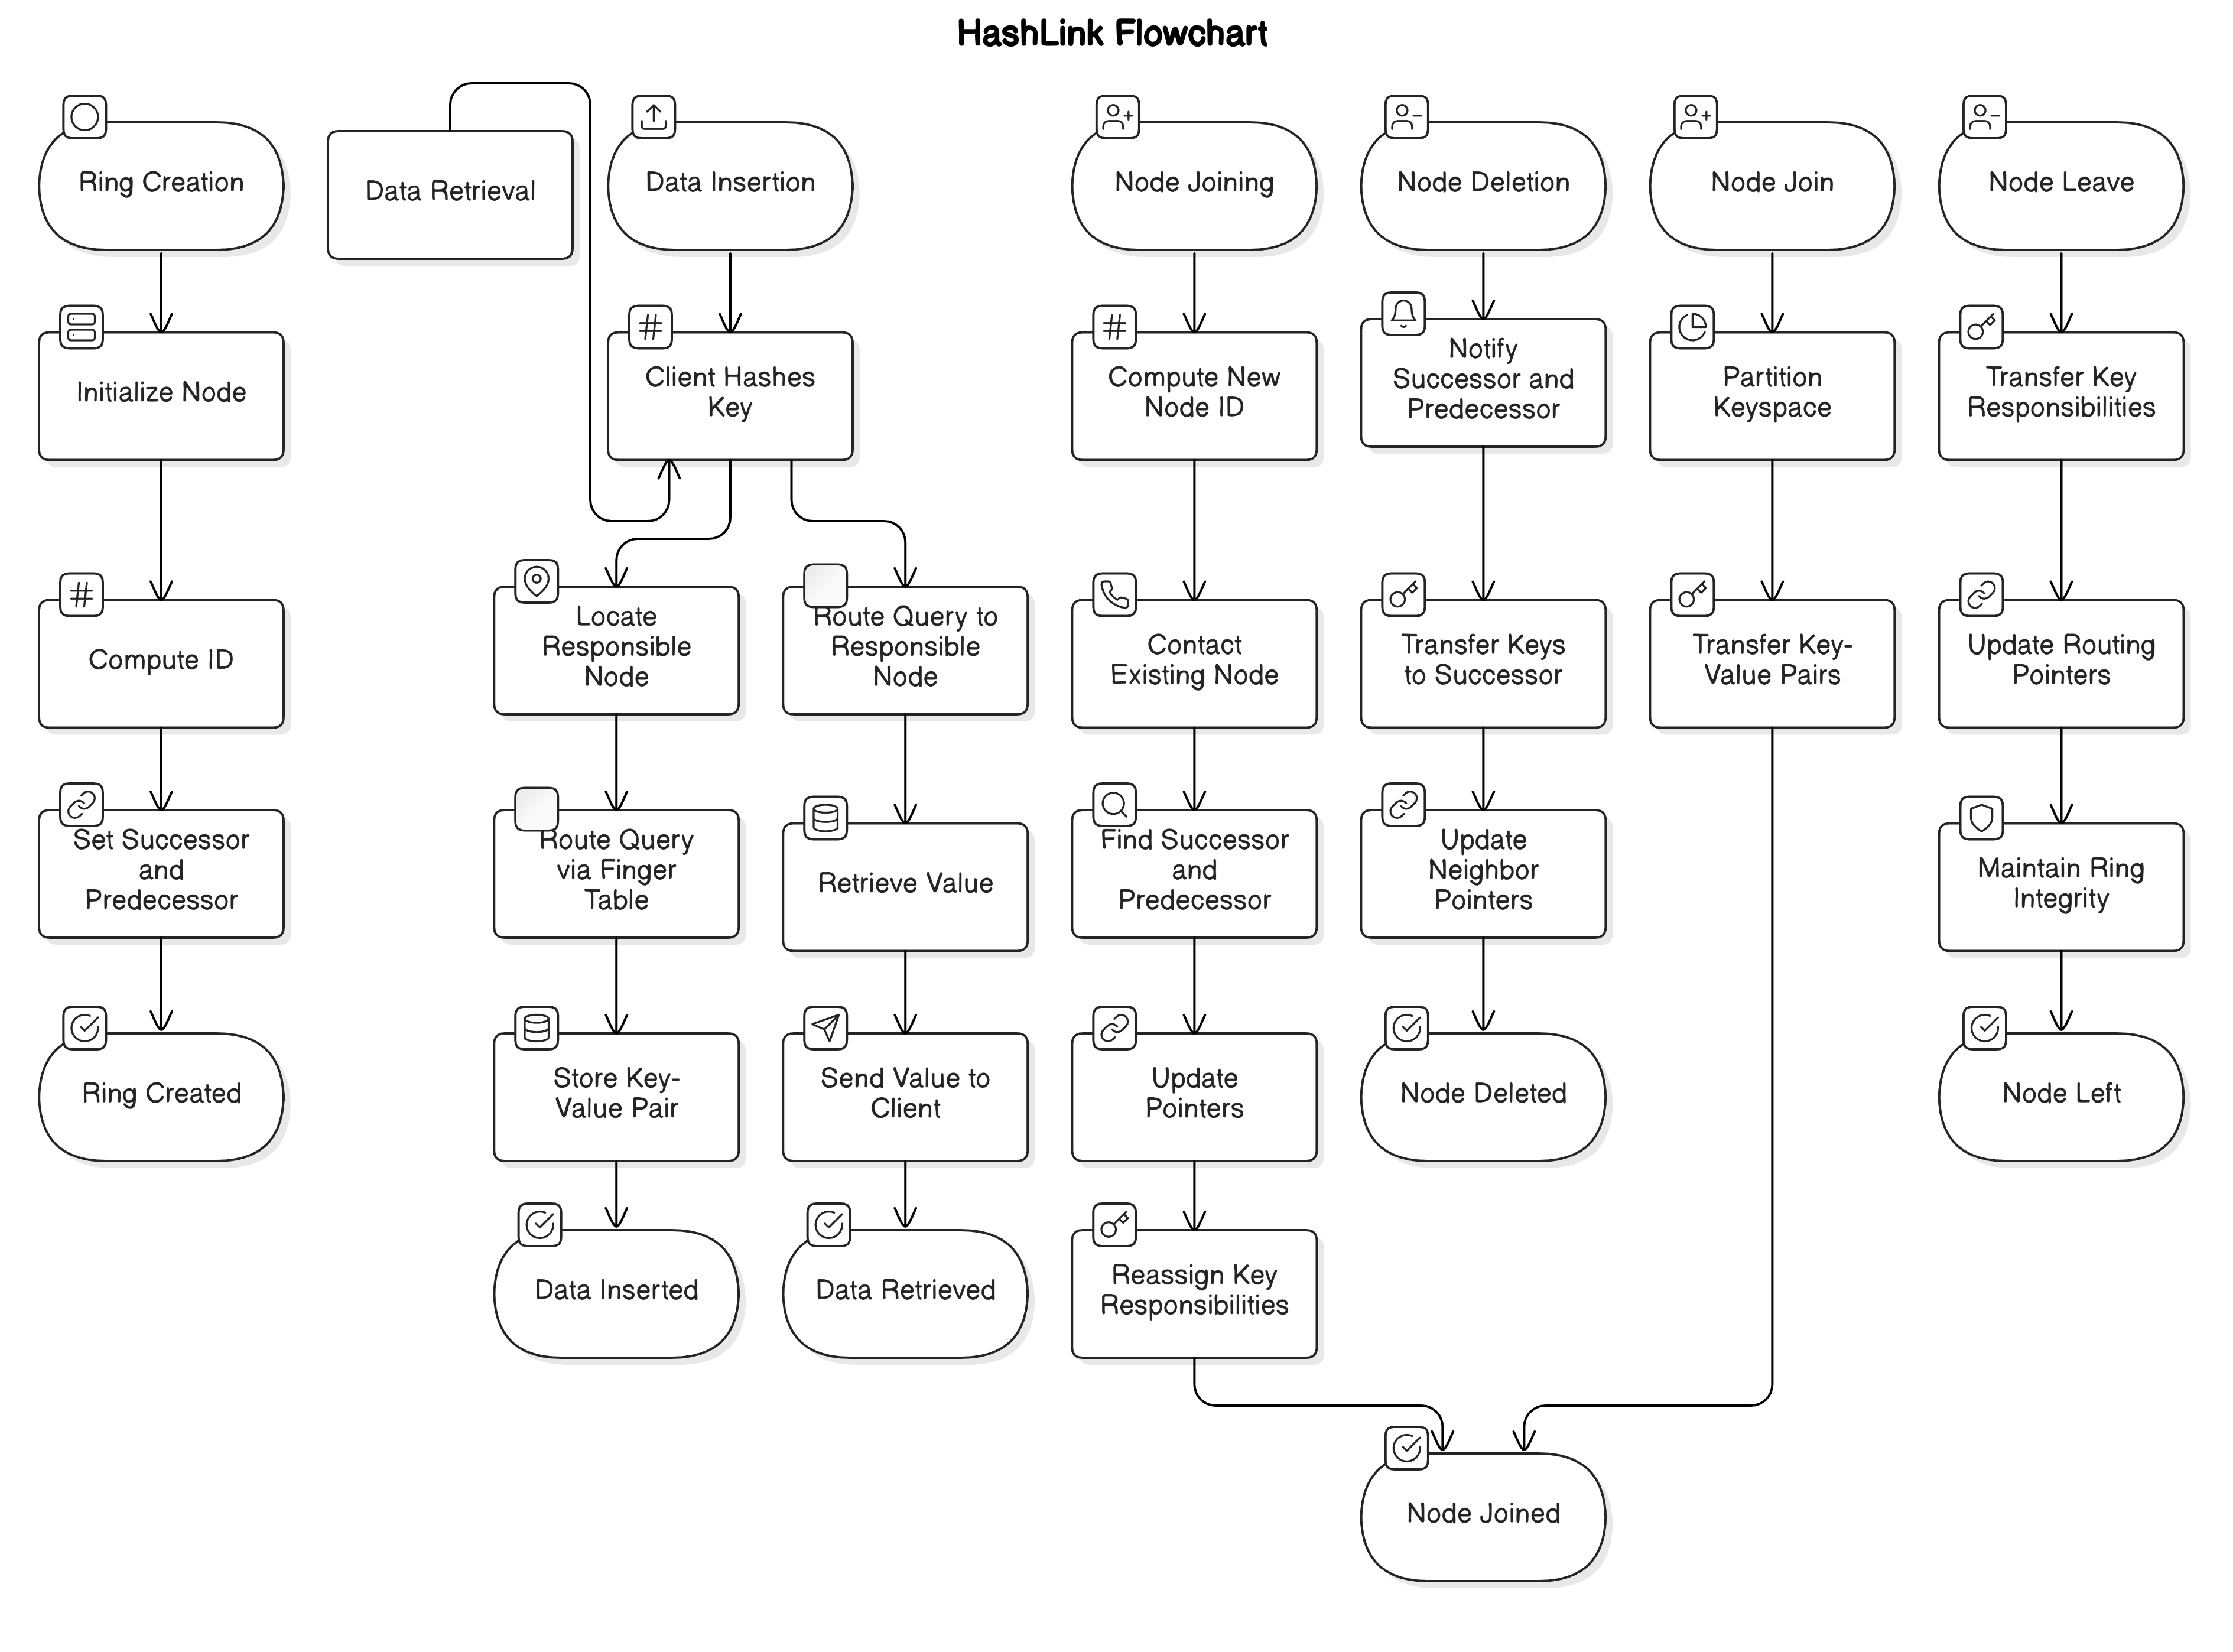 HashLink Flowchart
Ring Creation
Data Retrieval
Data Insertion
Node Joining
Node Deletion
Node Join
Node Leave
Initialize Node
Client Hashes
Key
Compute New
Node ID
Notify
Successor and
Predecessor
Partition
Keyspace
Transfer Key
Responsibilities
Compute ID
Locate
Responsible
Node
Route Query to
Responsible
Node
Contact
Existing Node
Transfer Keys
to Successor
Transfer Key-
Value Pairs
Update Routing
Pointers
Set Successor
and
Predecessor
Route Query
via Finger
Table
Retrieve Value
Find Successor
and
Predecessor
Update
Neighbor
Pointers
Maintain Ring
Integrity
Ring Created
Store Key-
Value Pair
Send Value to
Client
Update
Pointers
Node Deleted
Node Left
Data Inserted
Data Retrieved
Reassign Key
Responsibilities
Node Joined